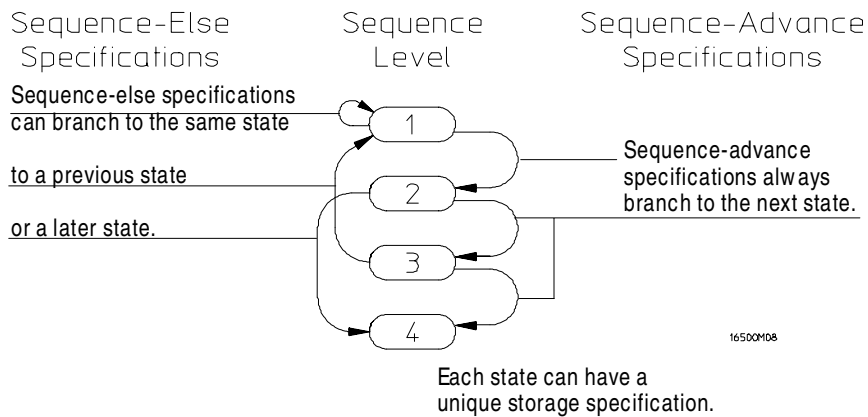 Sequence-Else
Specifications
Sequence
Level
Sequence-Advance
Specifications
Sequence-else specifications
can branch to the same state
to a previous state
or a later state.
1
2
3
4
Sequence-advance
specifications always
branch to the next state.
16500M08
Each state can have a
unique storage specification.